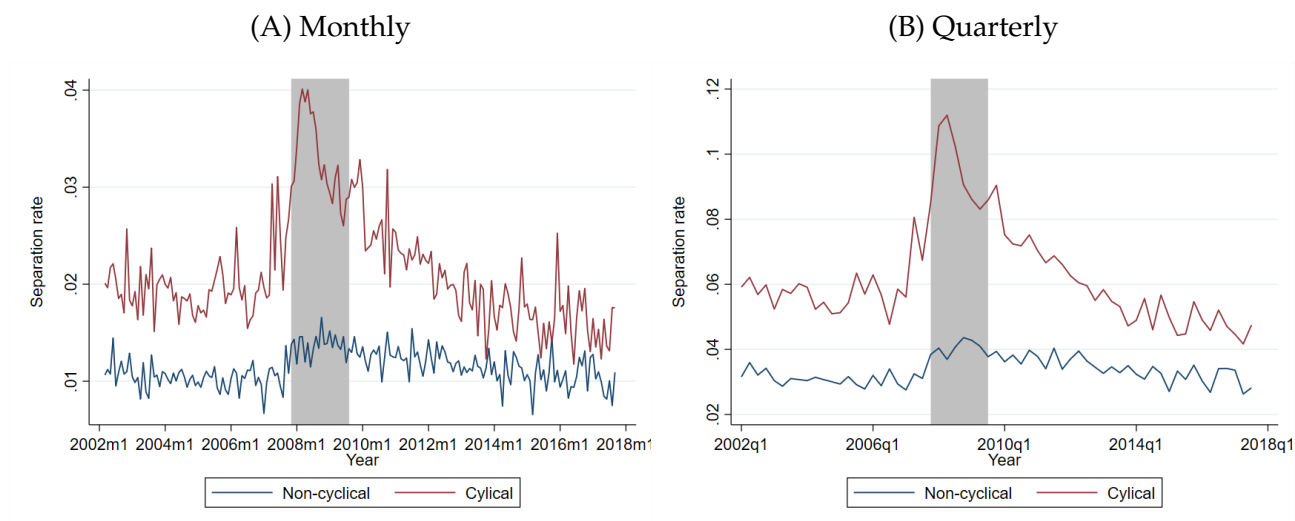 (A) Monthly
.04
.03
.02
.01
Separation rate
2002m1 2004m1 2006m1 2008m1 2010m1 2012m1 2014m1 2016m1 2018m1
Year
Non-cyclical Cylical
(B) Quarterly
.12
.1
.08
.06
.04
.02
Separation rate
2002q1 2006q1 2010q1 2014q1 2018q1
Year
Non-cyclical Cylical